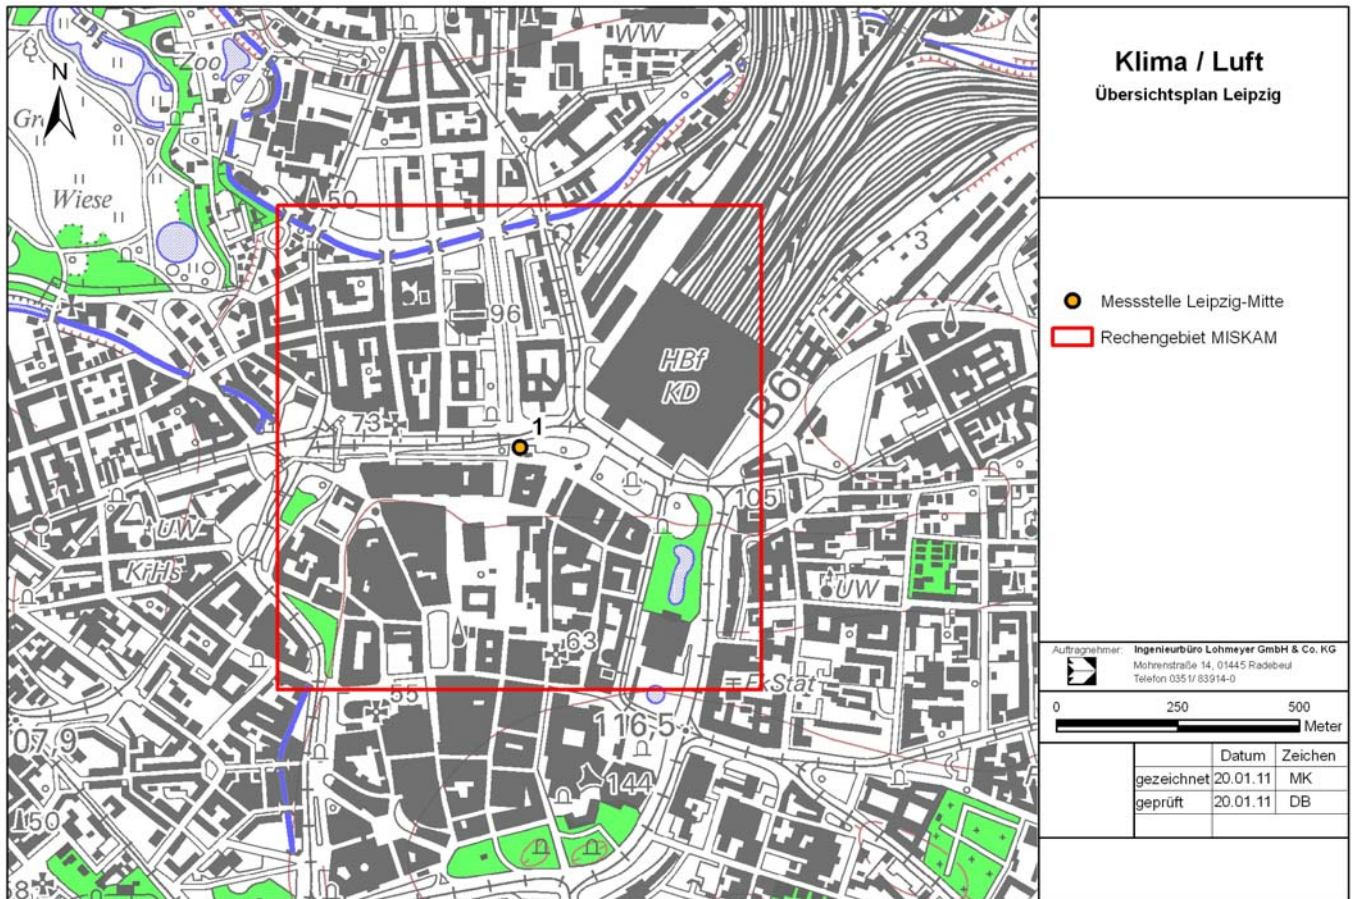 WW
Zoo
N
Gr
Wiese
50
3
96
HBf
KD
B6
73
1
105
UW
KiHs
UW
63
FkStat
55
116,5
07,9
144
50
58
Klima / Luft
Übersichtsplan Leipzig
Messstelle Leipzig-Mitte
Rechengebiet MISKAM
Auftragnehmer: Ingenieurbüro Lohmeyer GmbH & Co. KG
Mohrenstraße 14, 01445 Radebeul
Telefon 0351/ 83914-0
0 250 500
Meter
Datum Zeichen
gezeichnet 20.01.11 MK
geprüft 20.01.11 DB